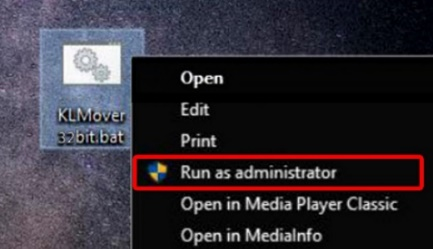 KLMover
32bit.bat
Open
Edit
Print
Run as administrator
Open in Media Player Classic
Open in MediaInfo